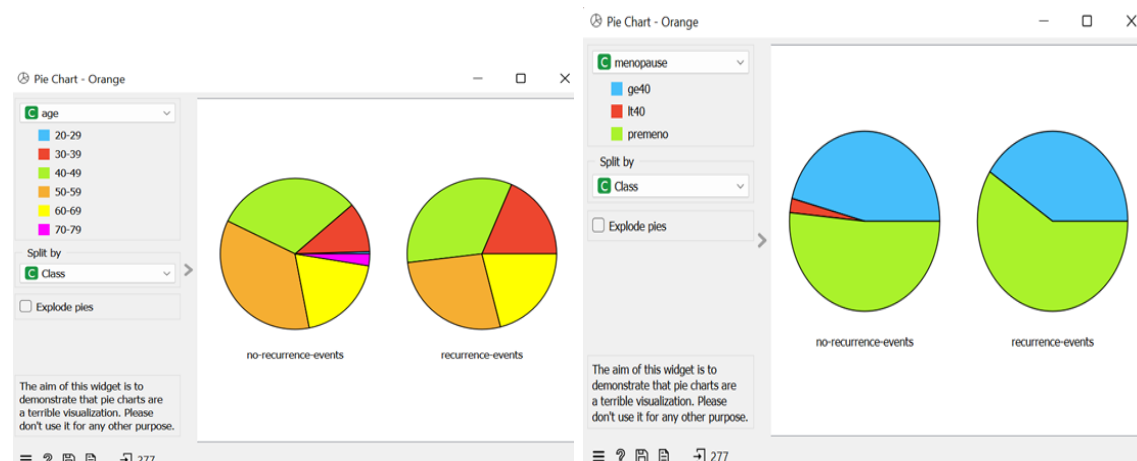 Pie Chart - Orange
C age
20-29
30-39
40-49
50-59
60-69
70-79
Split by
C Class
Explode pies
no-recurrence-events
recurrence-events
The aim of this widget is to
demonstrate that pie charts are
a terrible visualization. Please
don't use it for any other purpose.
277
Pie Chart - Orange
C menopause
ge40
lt40
premeno
Split by
C Class
Explode pies
no-recurrence-events
recurrence-events
The aim of this widget is to
demonstrate that pie charts are
a terrible visualization. Please
don't use it for any other purpose.
277